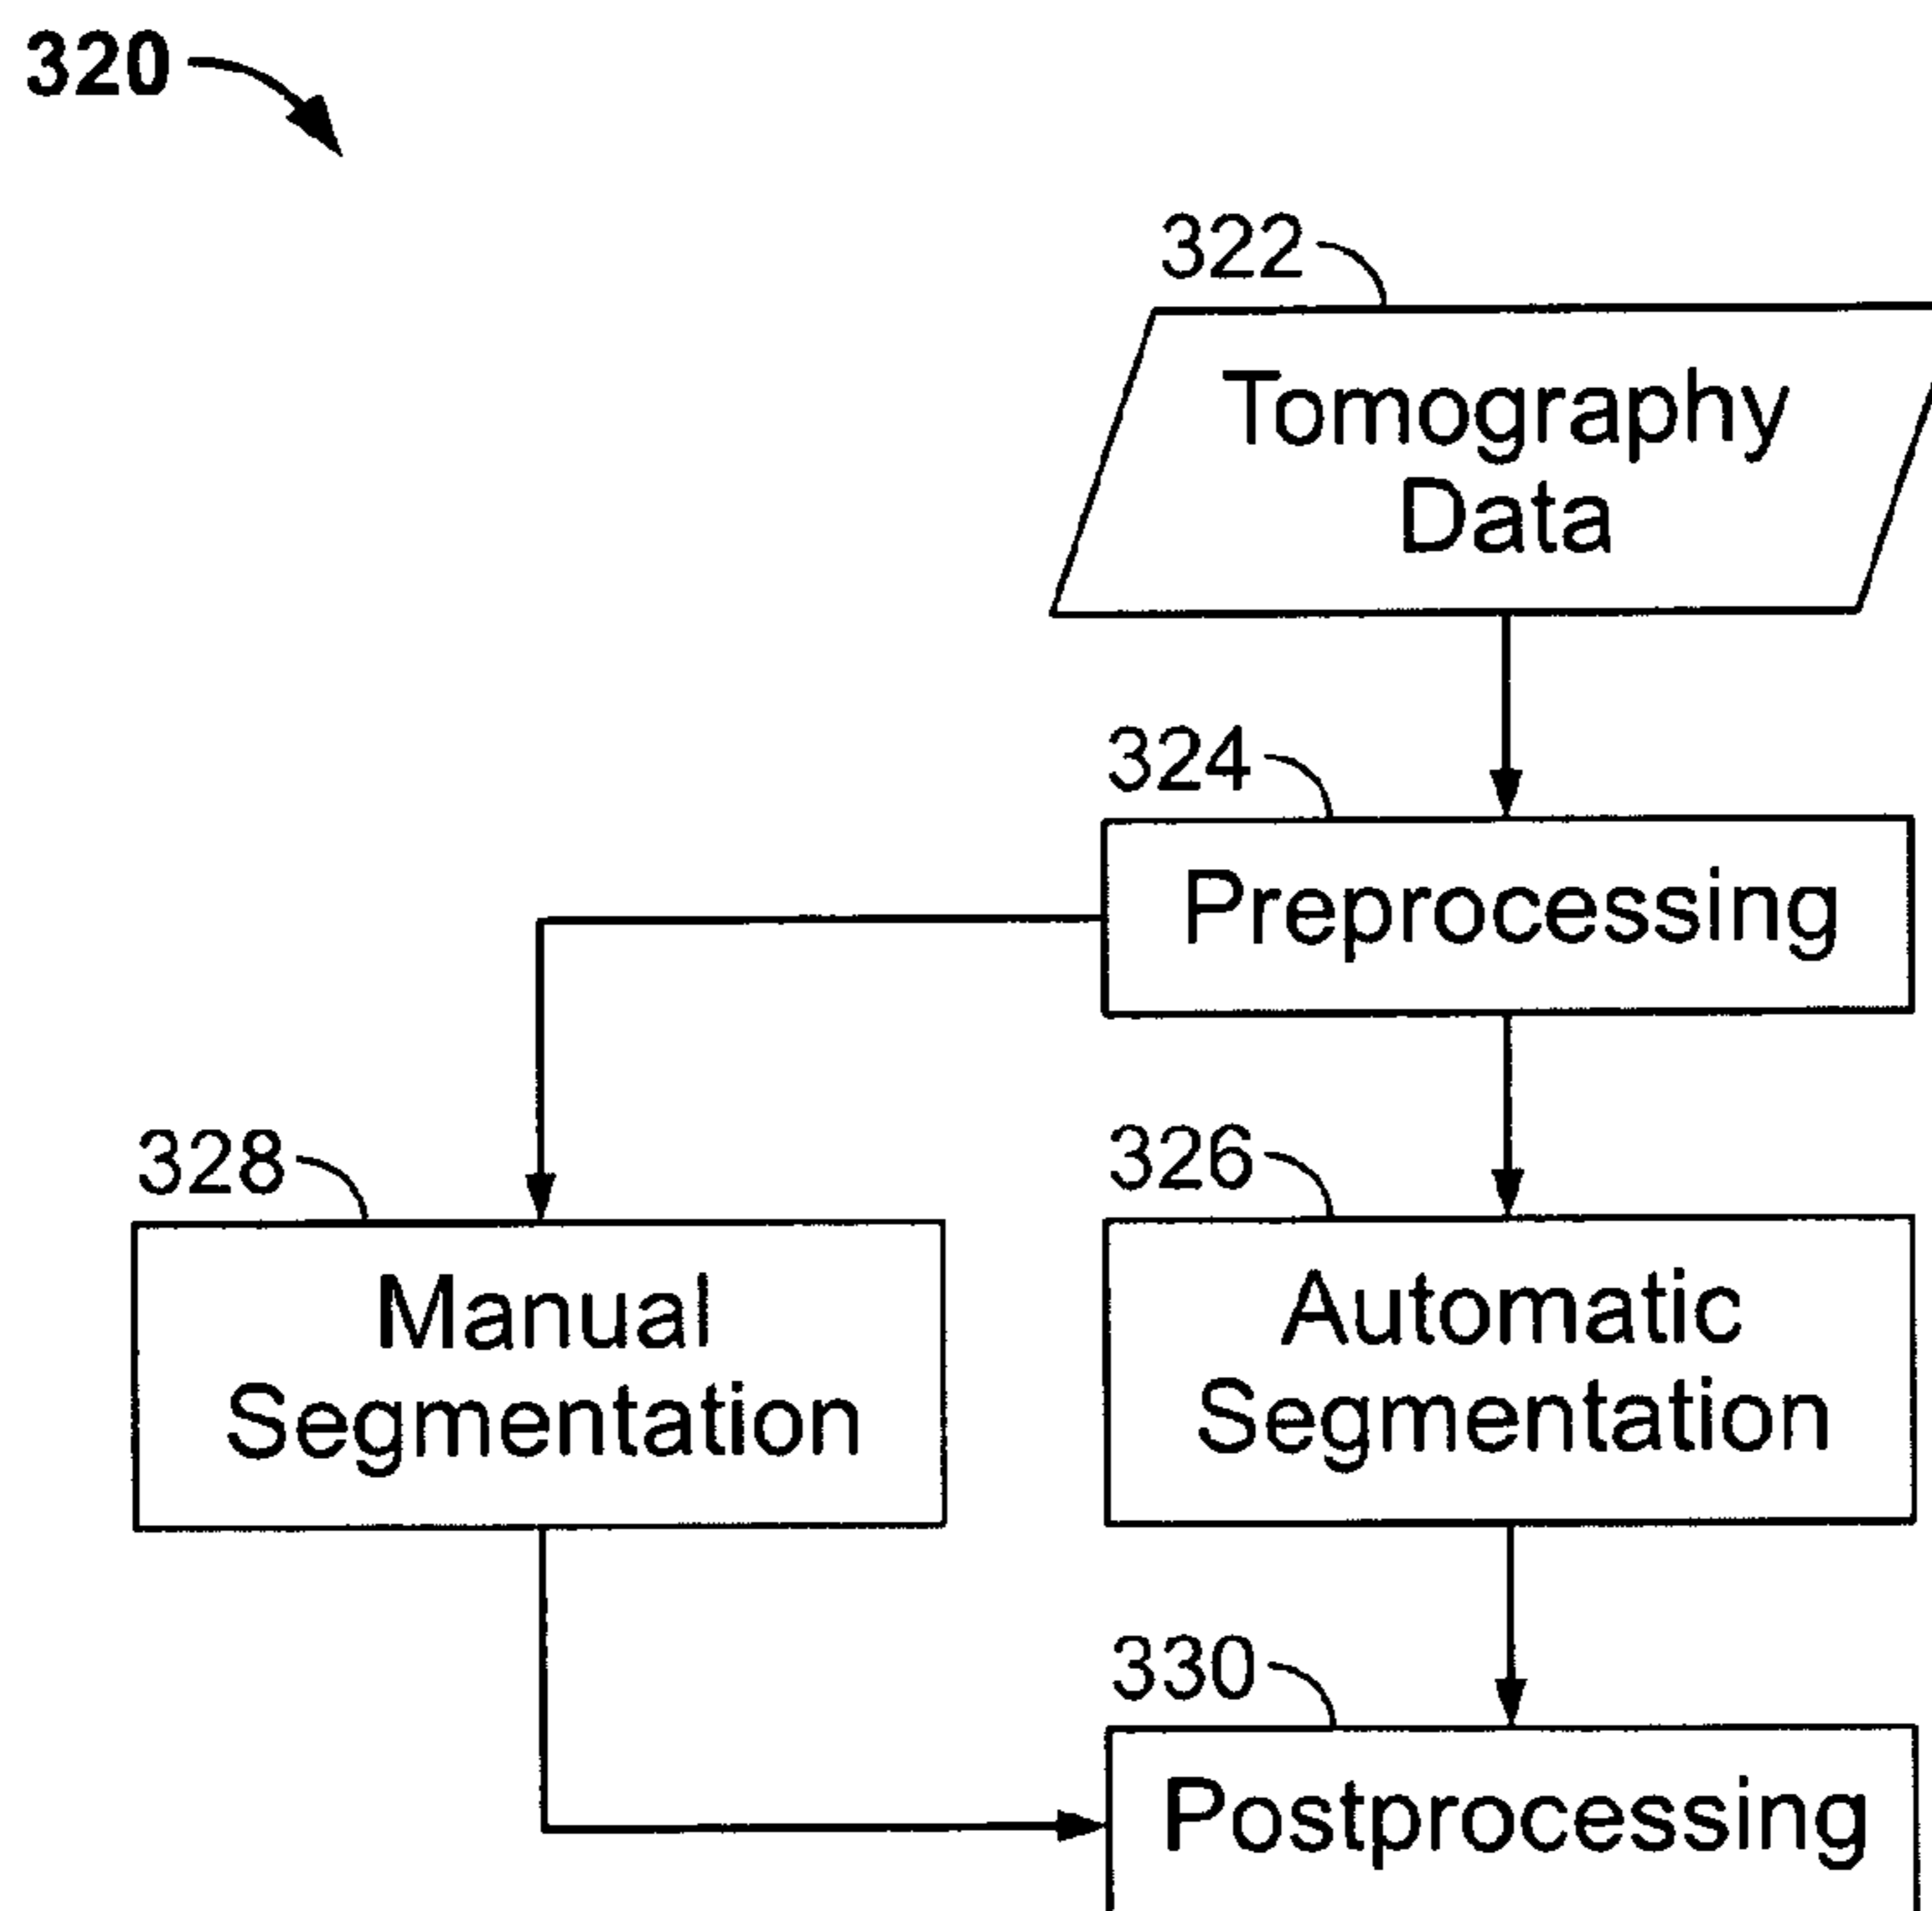 320
322
Tomography
Data
324
Preprocessing
328
Manual
Segmentation
326
Automatic
Segmentation
330
Postprocessing